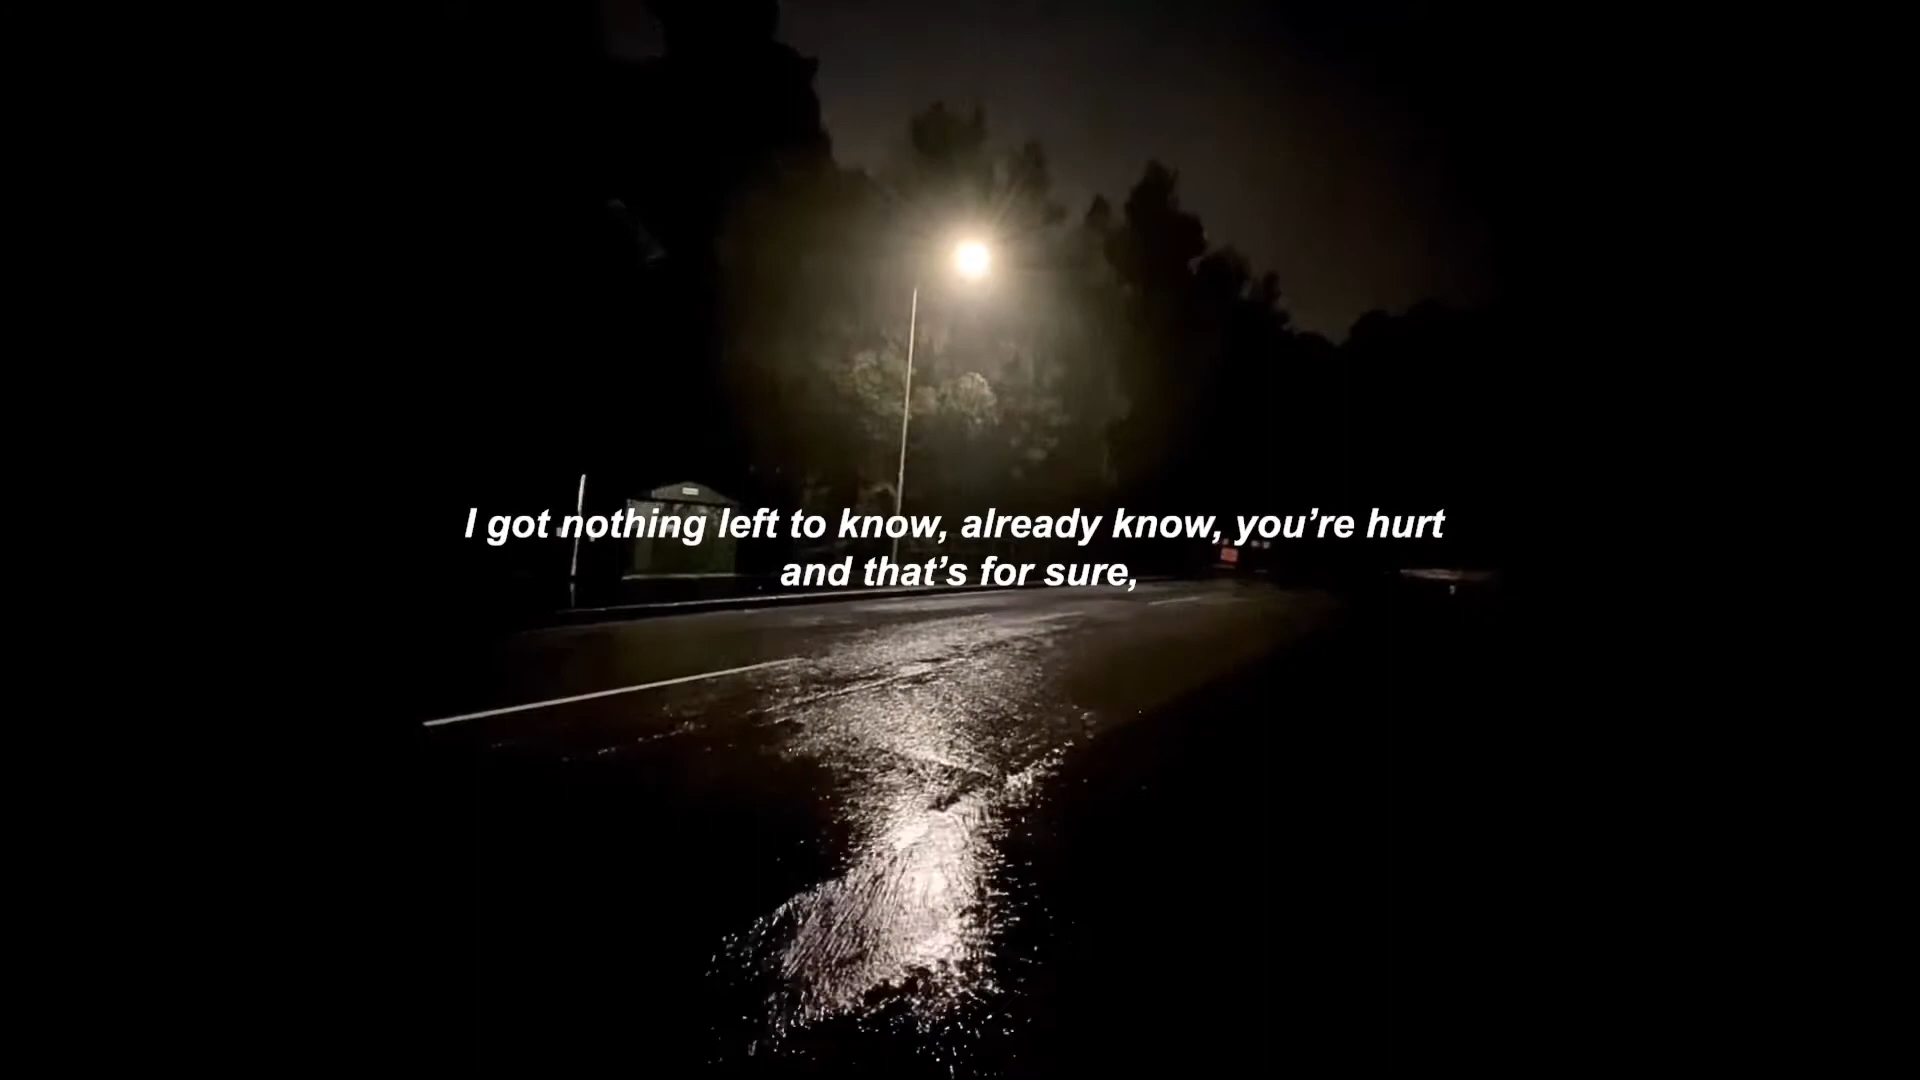 I got nothing left to know, already know, you’re hurt
and that’s for sure,